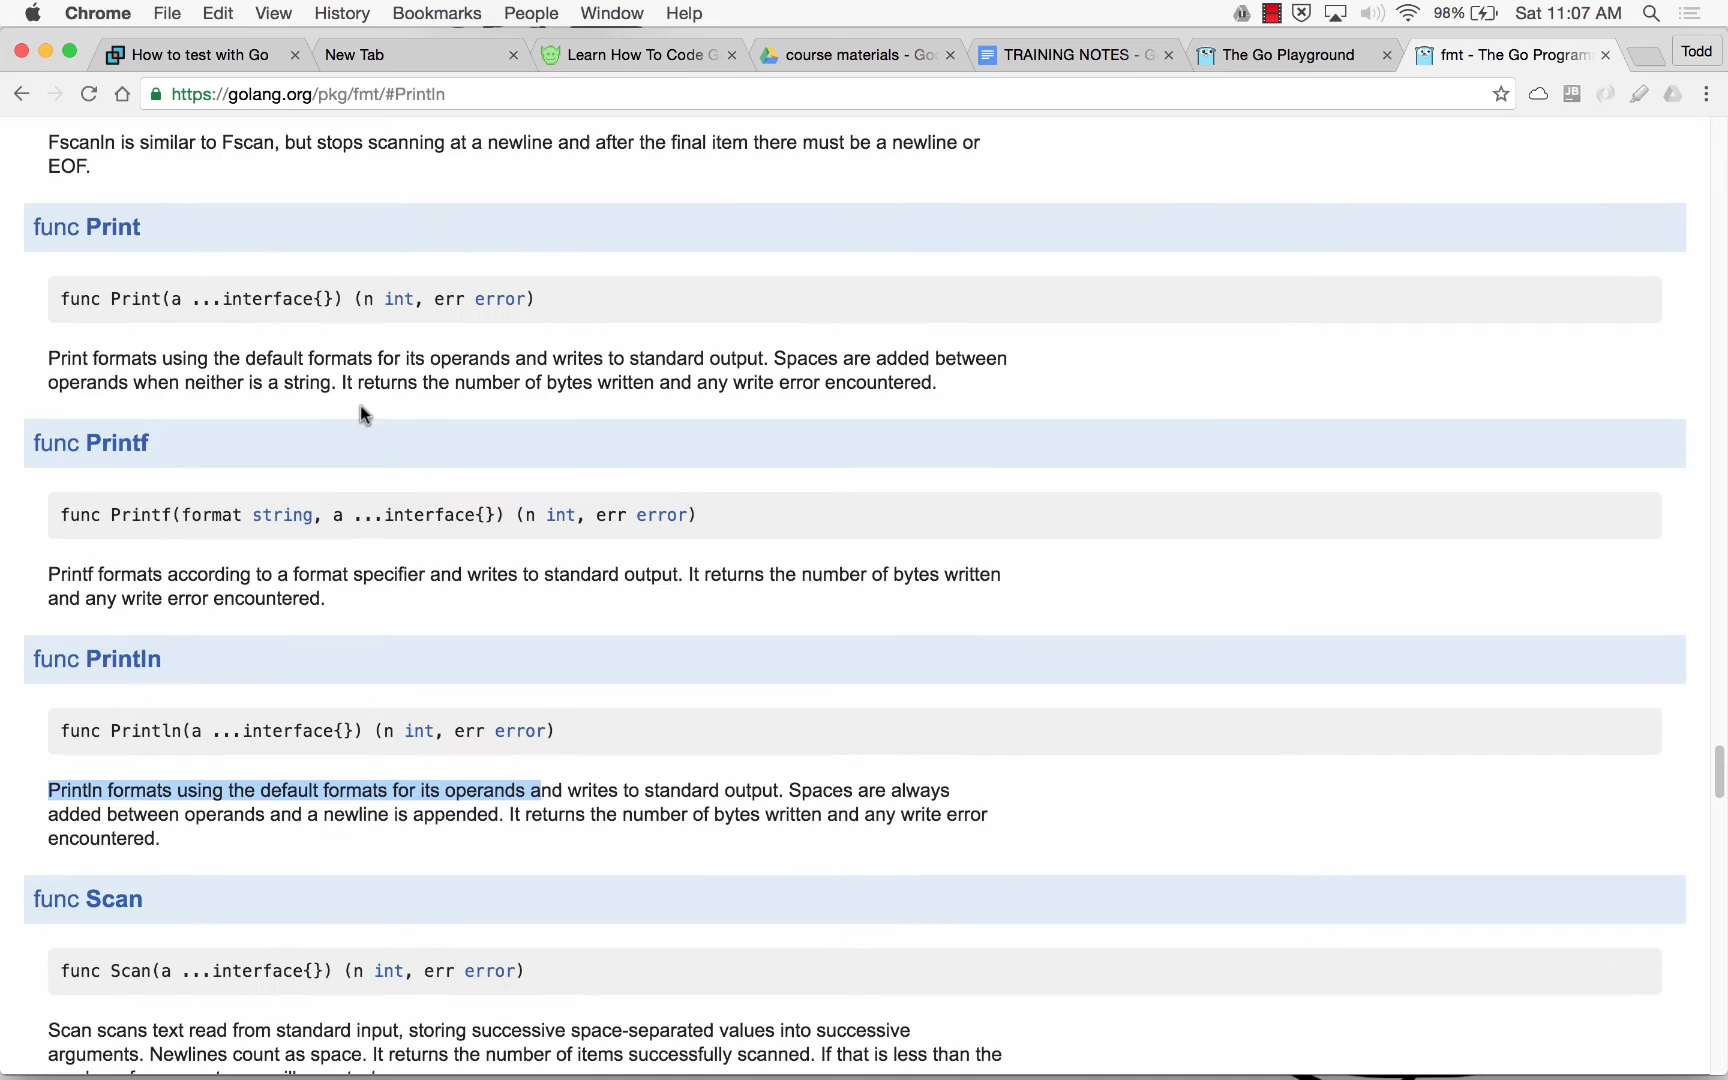 Chrome File Edit View History Bookmarks People Window Help 98% Sat 11:07 AM
How to test with Go New Tab Learn How To Code G course materials - Goo TRAINING NOTES - G The Go Playground fmt - The Go Program Todd
https://golang.org/pkg/fmt/#Println JB
Fscanln is similar to Fscan, but stops scanning at a newline and after the final item there must be a newline or
EOF.
func Print
func Print(a ...interface{}) (n int, err error)
Print formats using the default formats for its operands and writes to standard output. Spaces are added between
operands when neither is a string. It returns the number of bytes written and any write error encountered.
func Printf
func Printf(format string, a ...interface{}) (n int, err error)
Printf formats according to a format specifier and writes to standard output. It returns the number of bytes written
and any write error encountered.
func Println
func Println(a ...interface{}) (n int, err error)
Println formats using the default formats for its operands and writes to standard output. Spaces are always
added between operands and a newline is appended. It returns the number of bytes written and any write error
encountered.
func Scan
func Scan(a ...interface{}) (n int, err error)
Scan scans text read from standard input, storing successive space-separated values into successive
arguments. Newlines count as space. It returns the number of items successfully scanned. If that is less than the